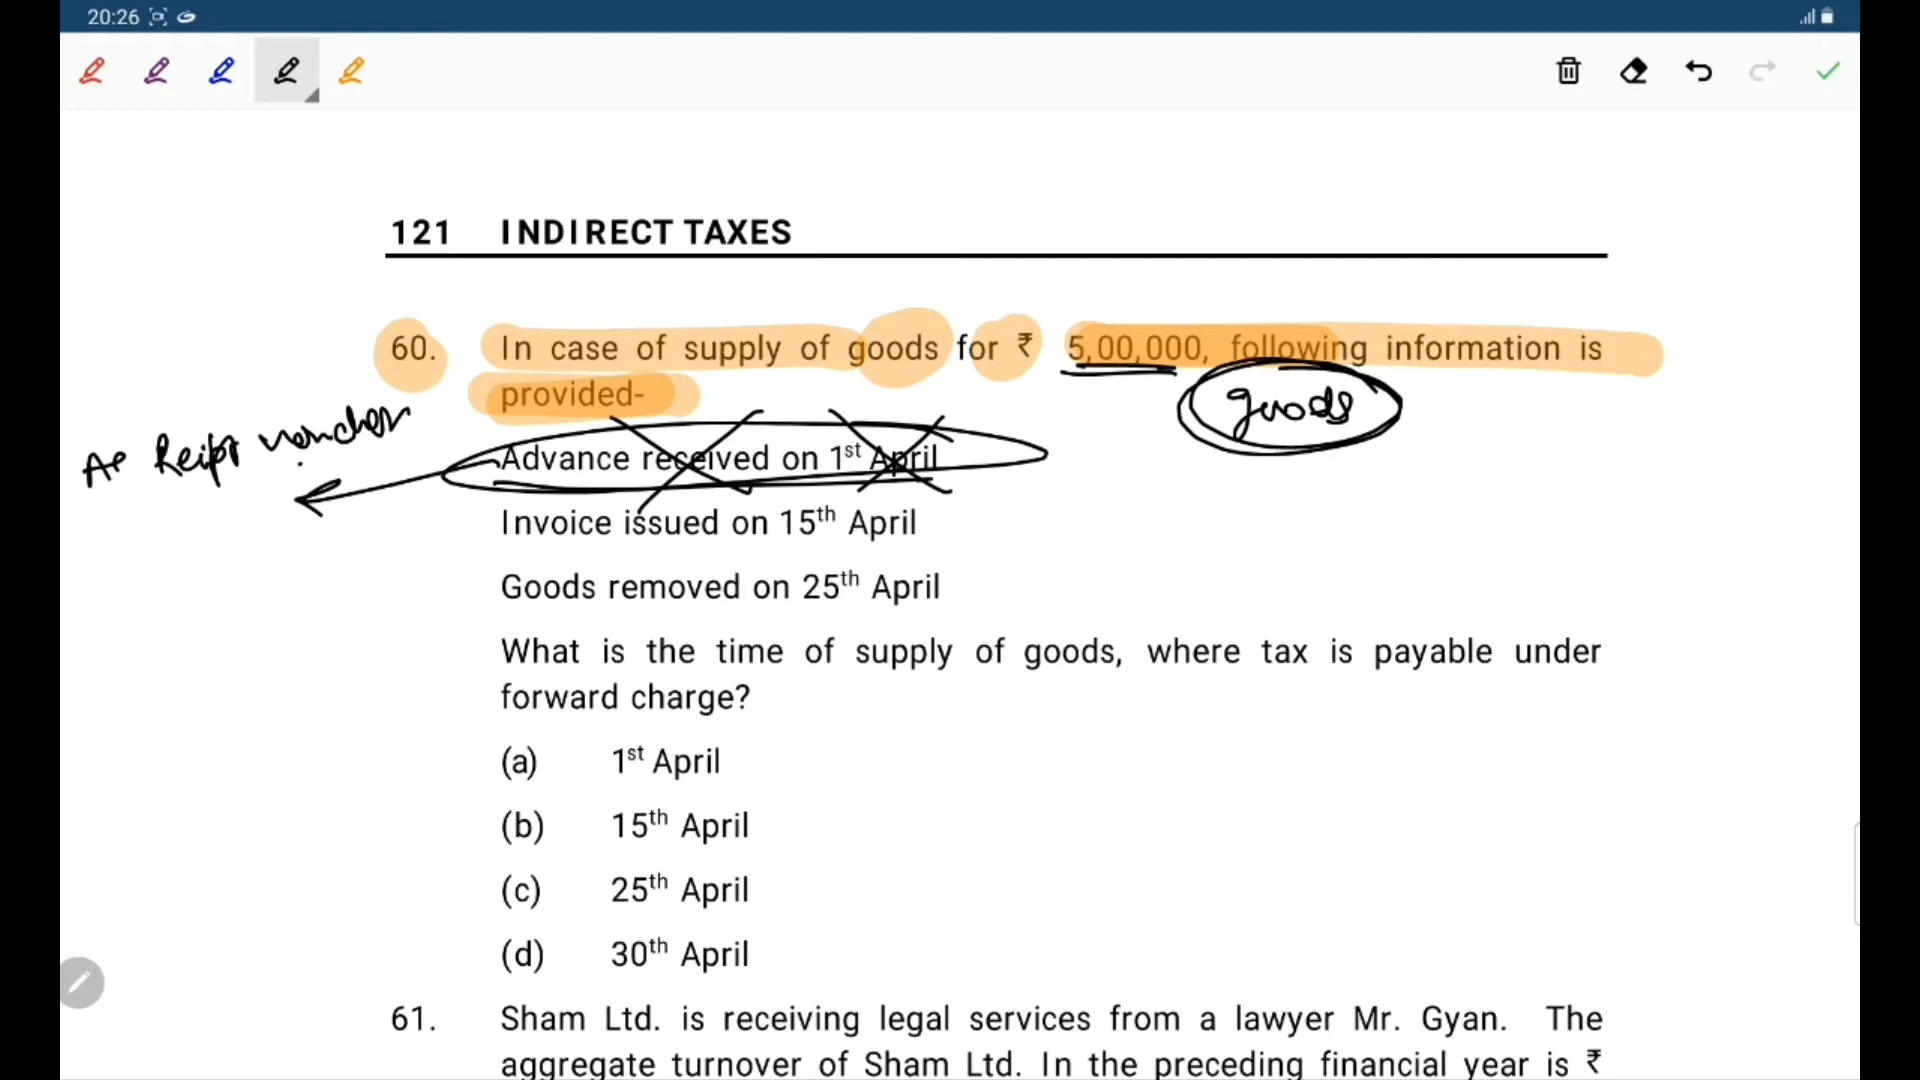 20:26
121 INDIRECT TAXES
60. In case of supply of goods for ₹ 5,00,000, following information is
provided-
goods
voucher
Advance received on 1st April
Invoice issued on 15th April
Goods removed on 25th April
What is the time of supply of goods, where tax is payable under
forward charge?
(a) 1st April
(b) 15th April
(c) 25th April
(d) 30th April
61. Sham Ltd. is receiving legal services from a lawyer Mr. Gyan. The
aggregate turnover of Sham Ltd. In the preceding financial year is ₹